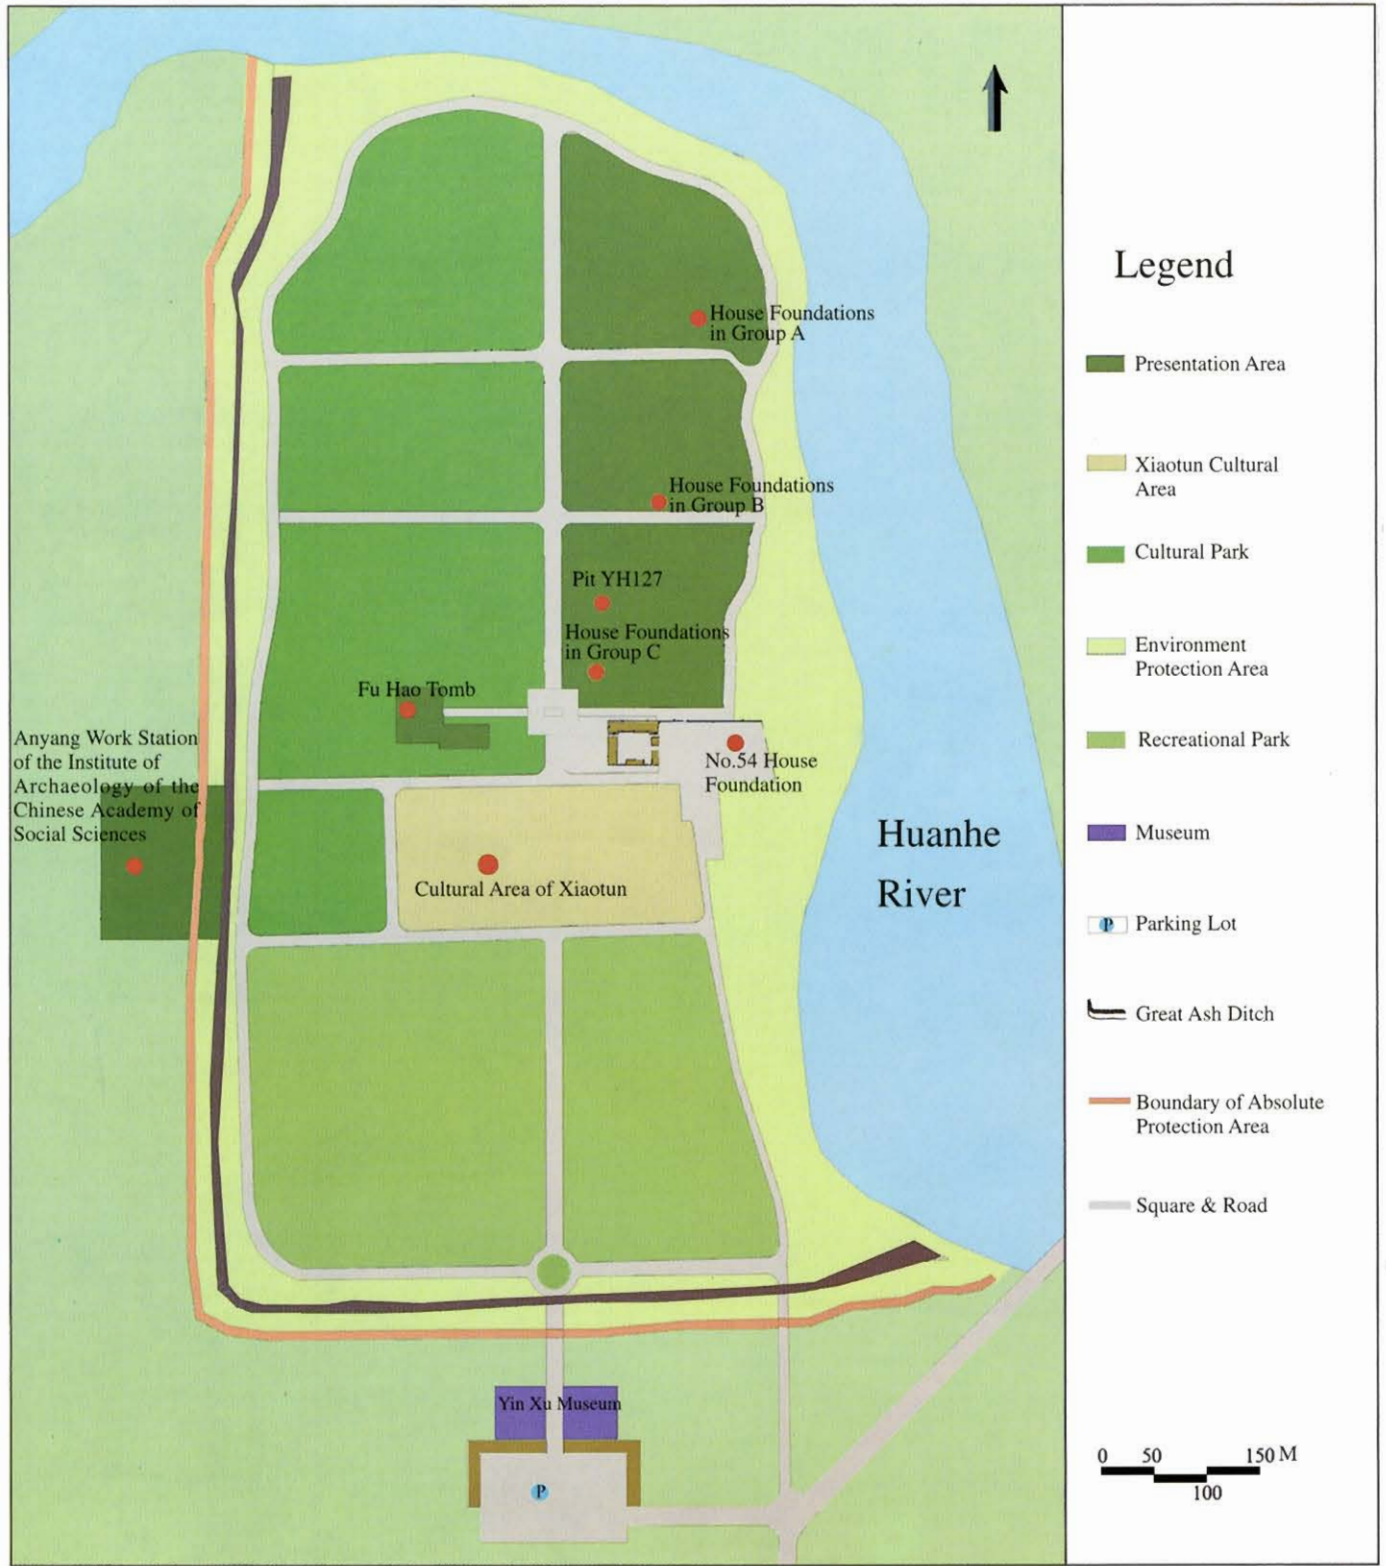 House Foundations
in Group A
House Foundations
in Group B
Pit YH127
House Foundations
in Group C
Fu Hao Tomb
Anyang Work Station
of the Institute of
Archaeology of the
Chinese Academy of
Social Sciences
No.54 House
Foundation
Cultural Area of Xiaotun
Huanhe
River
Yin Xu Museum
P
Legend
Presentation Area
Xiaotun Cultural
Area
Cultural Park
Environment
Protection Area
Recreational Park
Museum
P Parking Lot
Great Ash Ditch
Boundary of Absolute
Protection Area
Square & Road
0 50 150 M
100